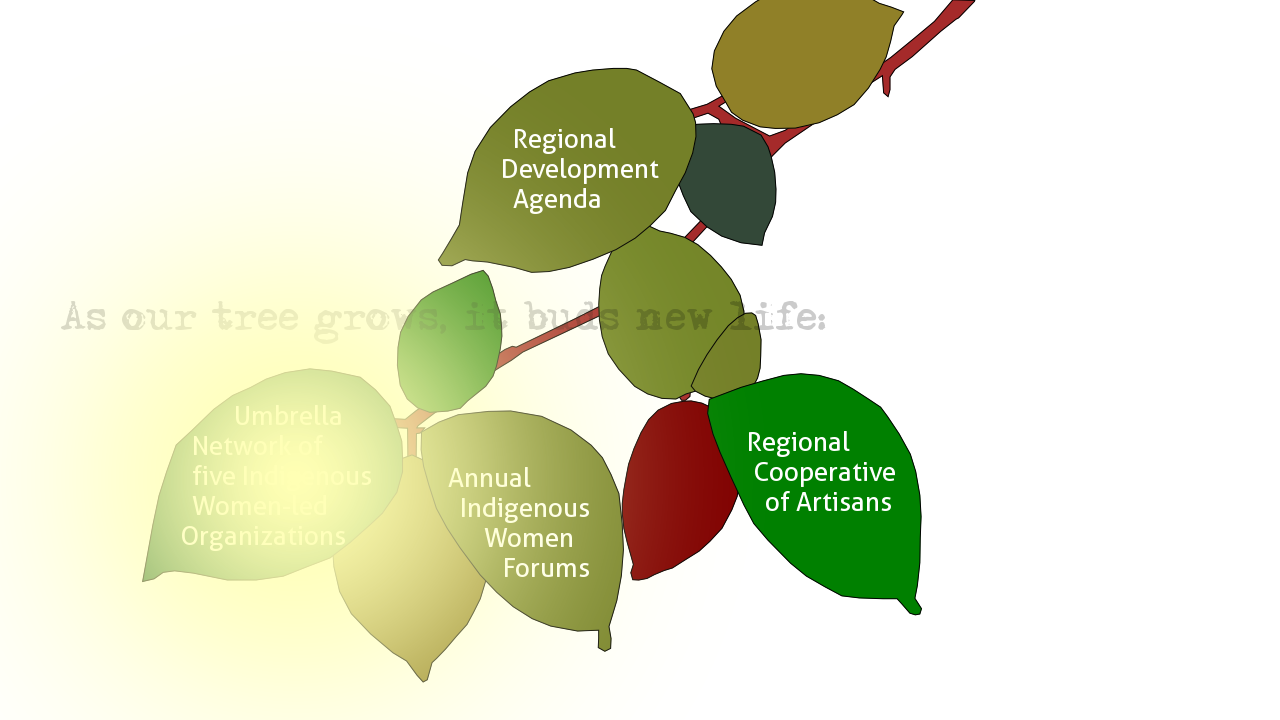 Regional
Development
Agenda
As our tree grows, it buds new life:
Umbrella
Network of
five Indigenous
Women-led
Organizations
Annual
Indigenous
Women
Forums
Regional
Cooperative
of Artisans